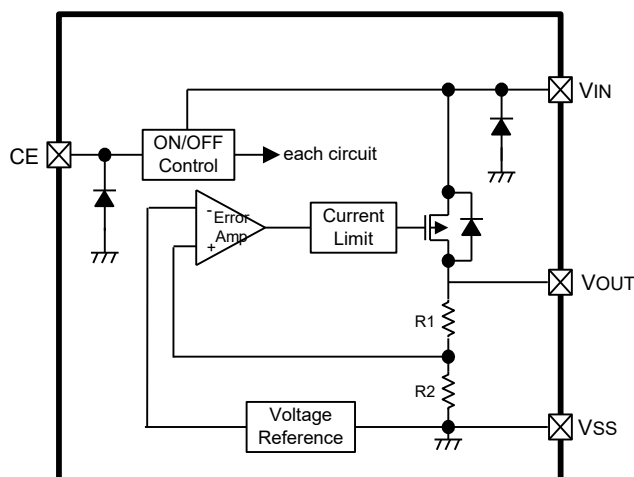 VIN
CE
ON/OFF
Control
each circuit
-
Error
Amp
+
Current
Limit
VOUT
R1
R2
Voltage
Reference
VSS